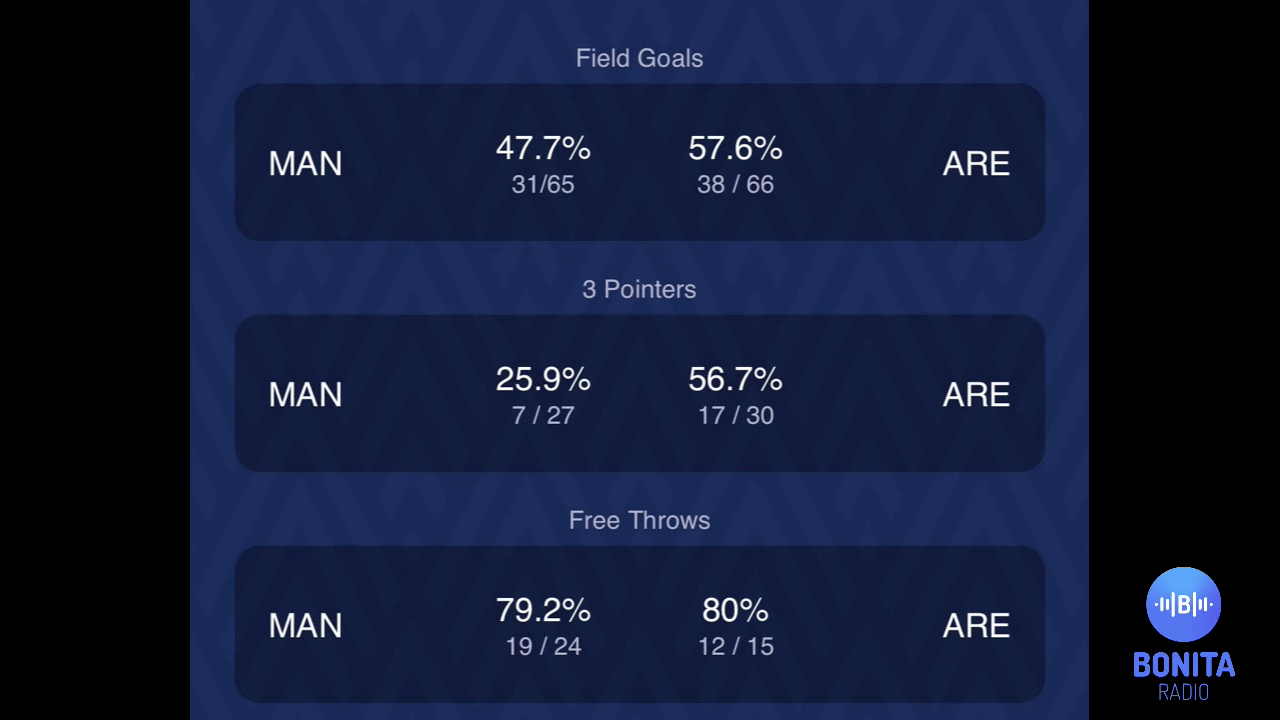 Field Goals
MAN 47.7% 57.6% ARE
31/65 38 / 66
3 Pointers
MAN 25.9% 56.7% ARE
7 / 27 17 / 30
Free Throws
MAN 79.2% 80% ARE
19 / 24 12 / 15
B
BONITA
RADIO